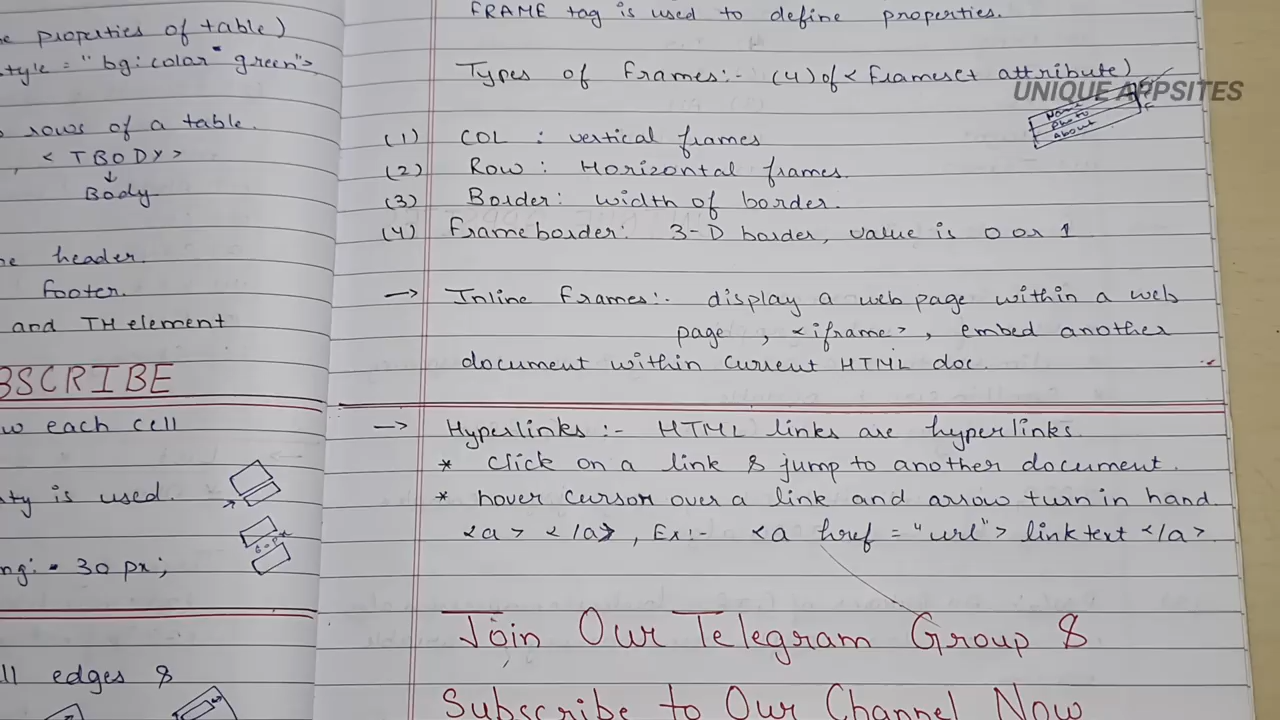 e properties of table)
tyle = "bg:color" green">
rows of a table.
< TBODY>
↓
Body
e header.
footer.
and TH element
BSCRIBE
w each cell
ty is used.
ng: 30 px;
ll edges &
FRAME tag is used to define properties.
Types of Frames:- (4) of < Frameset attribute)
UNIQUE APPSITES
Photo
About
(1) COL : vertical frames
(2) Row : Horizontal frames.
(3) Border: width of border.
(4) Frameborder: 3-D border, value is 0 or 1
→ Inline Frames:- display a web page within a web
page , <iframe> , embed another
document within current HTML doc.
→ Hyperlinks :- HTML links are hyperlinks.
* click on a link & jump to another document.
* hover cursor over a link and arrow turn in hand.
<a> </a> , Ex:- <a href = "url"> link text </a>.
Join Our Telegram Group &
Subscribe to Our Channel Now